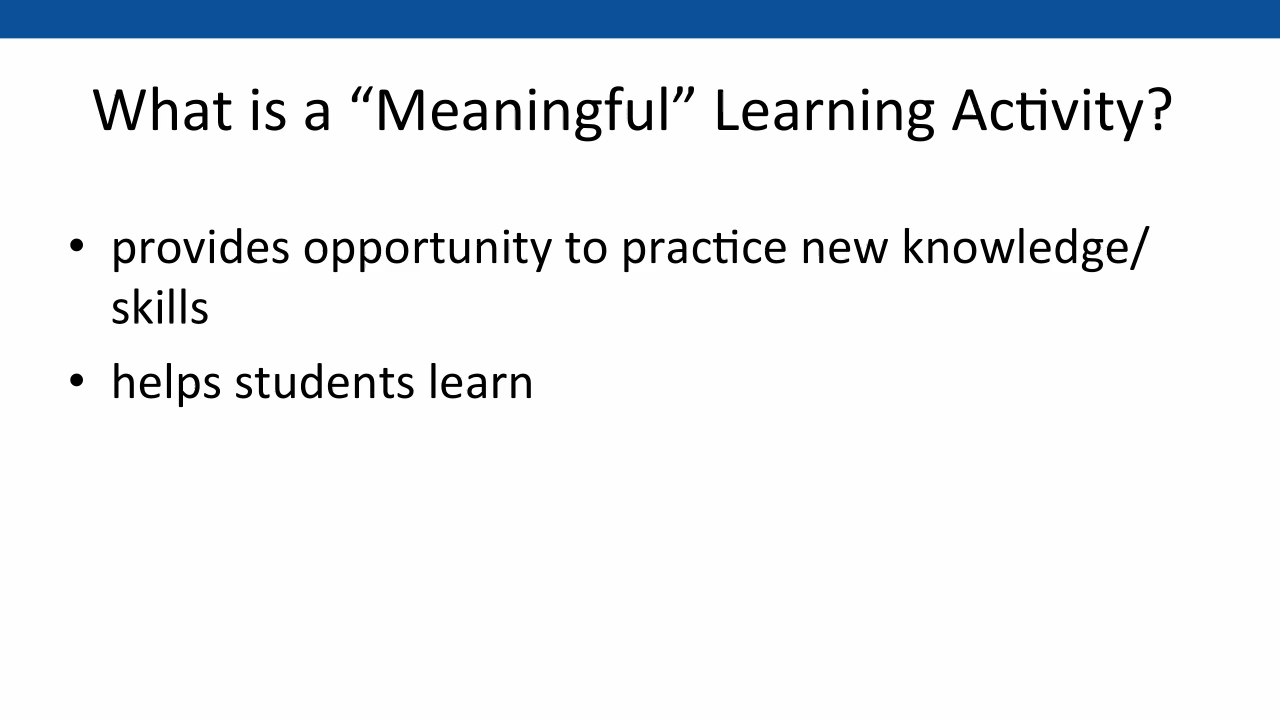 What is a “Meaningful” Learning Activity?
• provides opportunity to practice new knowledge/
skills
• helps students learn